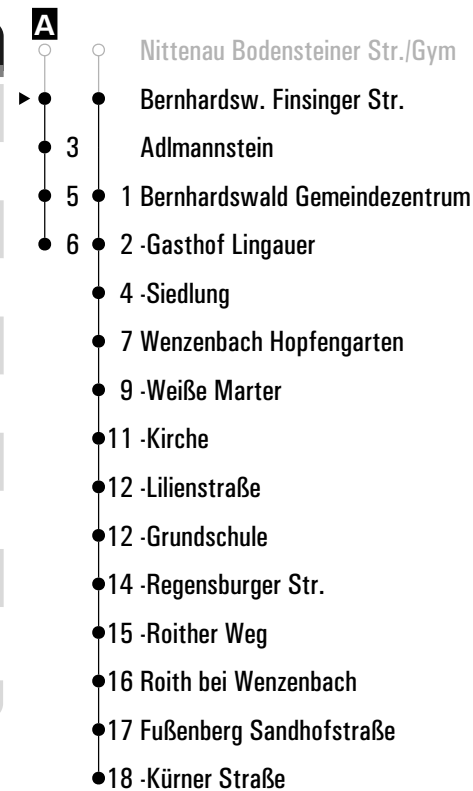 A
Nittenau Bodensteiner Str./Gym
Bernhardsw. Finsinger Str.
3 Adlmannstein
5 1 Bernhardswald Gemeindezentrum
6 2 -Gasthof Lingauer
4 -Siedlung
7 Wenzenbach Hopfengarten
9 -Weiße Marter
11 -Kirche
12 -Lilienstraße
12 -Grundschule
14 -Regensburger Str.
15 -Roither Weg
16 Roith bei Wenzenbach
17 Fußenberg Sandhofstraße
18 -Kürner Straße